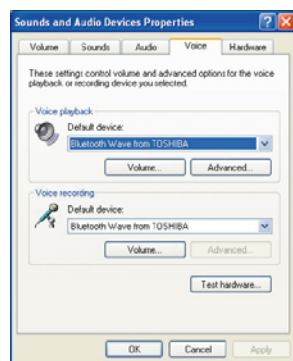 Sounds and Audio Devices Properties
Volume Sounds Audio Voice Hardware
These settings control volume and advanced options for the voice
playback or recording device you selected.
Voice playback
Default device:
Bluetooth Wave from TOSHIBA
Volume... Advanced...
Voice recording
Default device:
Bluetooth Wave from TOSHIBA
Volume... Advanced...
Test hardware...
OK Cancel Apply